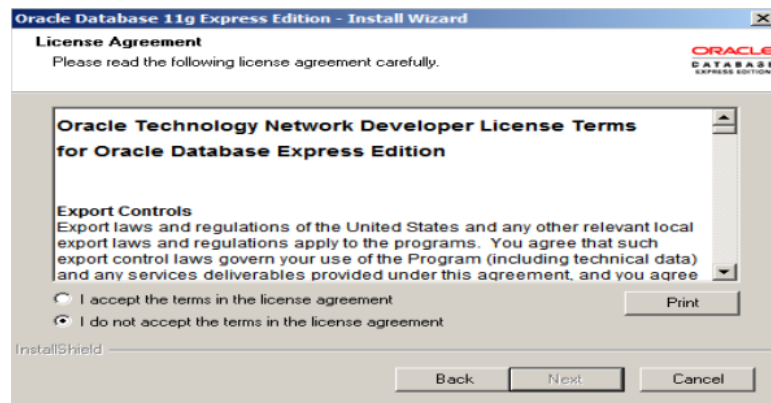 Oracle Database 11g Express Edition - Install Wizard
License Agreement
Please read the following license agreement carefully.
ORACLE
DATABASE
EXPRESS EDITION
Oracle Technology Network Developer License Terms
for Oracle Database Express Edition
Export Controls
Export laws and regulations of the United States and any other relevant local
export laws and regulations apply to the programs.  You agree that such
export control laws govern your use of the Program (including technical data)
and any services deliverables provided under this agreement, and you agree
I accept the terms in the license agreement
Print
I do not accept the terms in the license agreement
InstallShield
Back
Next
Cancel